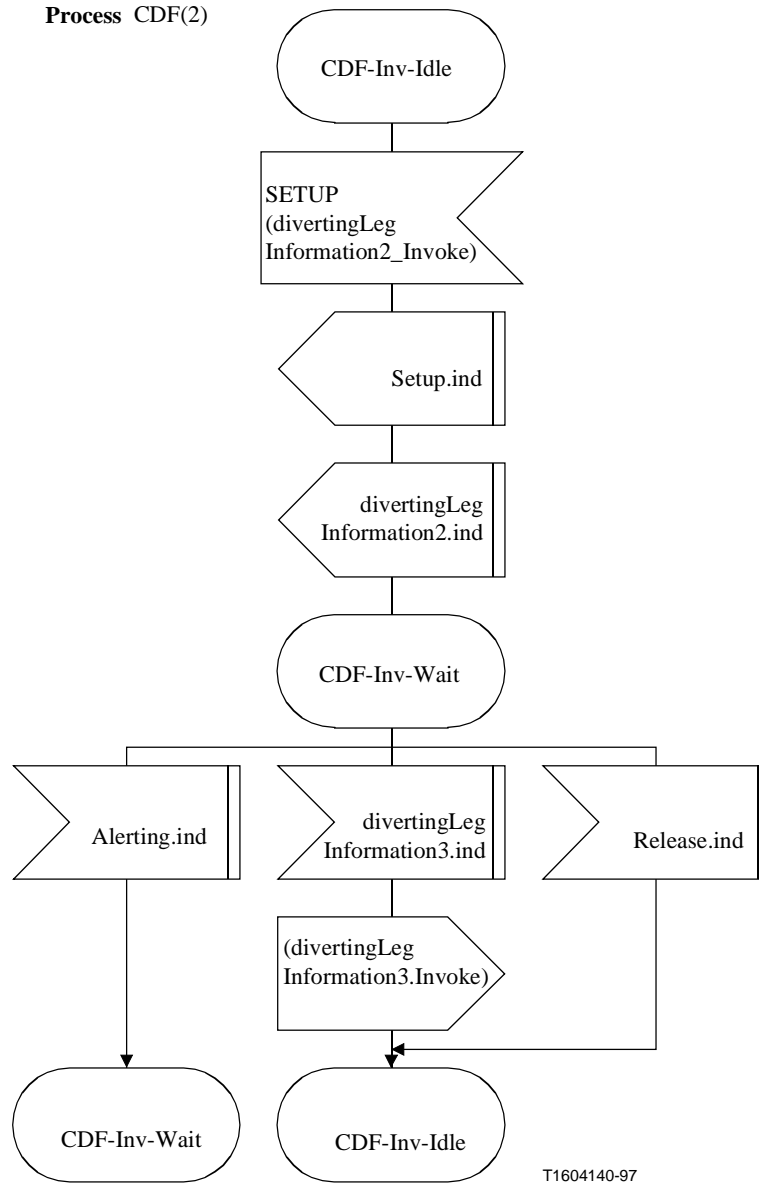 Process CDF(2)
CDF-Inv-Idle
SETUP
(divertingLeg
Information2_Invoke)
Setup.ind
divertingLeg
Information2.ind
CDF-Inv-Wait
Alerting.ind
divertingLeg
Information3.ind
Release.ind
(divertingLeg
Information3.Invoke)
CDF-Inv-Wait
CDF-Inv-Idle
T1604140-97